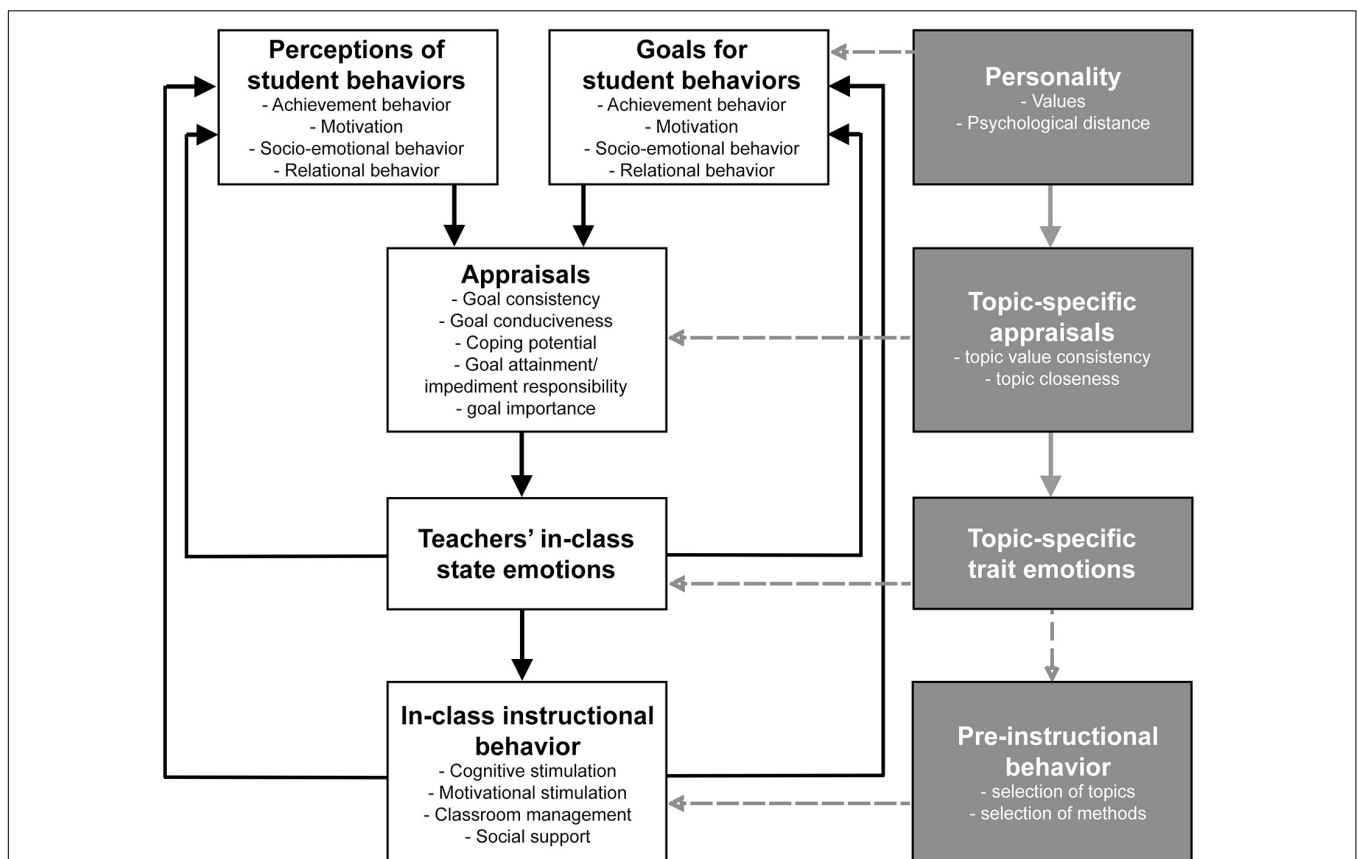 Perceptions of
student behaviors
- Achievement behavior
- Motivation
- Socio-emotional behavior
- Relational behavior
Goals for
student behaviors
- Achievement behavior
- Motivation
- Socio-emotional behavior
- Relational behavior
Personality
- Values
- Psychological distance
Appraisals
- Goal consistency
- Goal conduciveness
- Coping potential
- Goal attainment/
impediment responsibility
- goal importance
Topic-specific
appraisals
- topic value consistency
- topic closeness
Teachers’ in-class
state emotions
Topic-specific
trait emotions
In-class instructional
behavior
- Cognitive stimulation
- Motivational stimulation
- Classroom management
- Social support
Pre-instructional
behavior
- selection of topics
- selection of methods